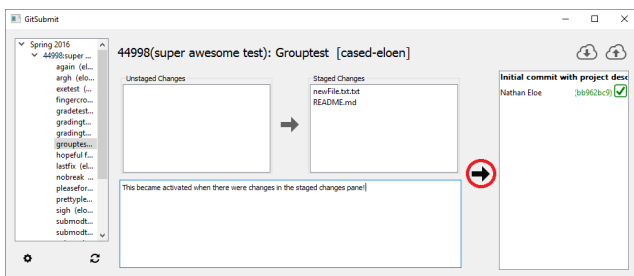 GitSubmit
Spring 2016
44998:super ...
again (el...
argh (elo...
exetest (...
fingercro...
gradetest...
gradingt...
gradingt...
grouptes...
hopeful f...
lastfix (el...
nobreak ...
pleasefor...
prettyple...
sigh (elo...
submodt...
submodt...
44998(super awesome test): Grouptest [cased-eloen]
Unstaged Changes
Staged Changes
newFile.txt.txt
README.md
This became activated when there were changes in the staged changes pane!
Initial commit with project desc
Nathan Eloe (bb962bc9)